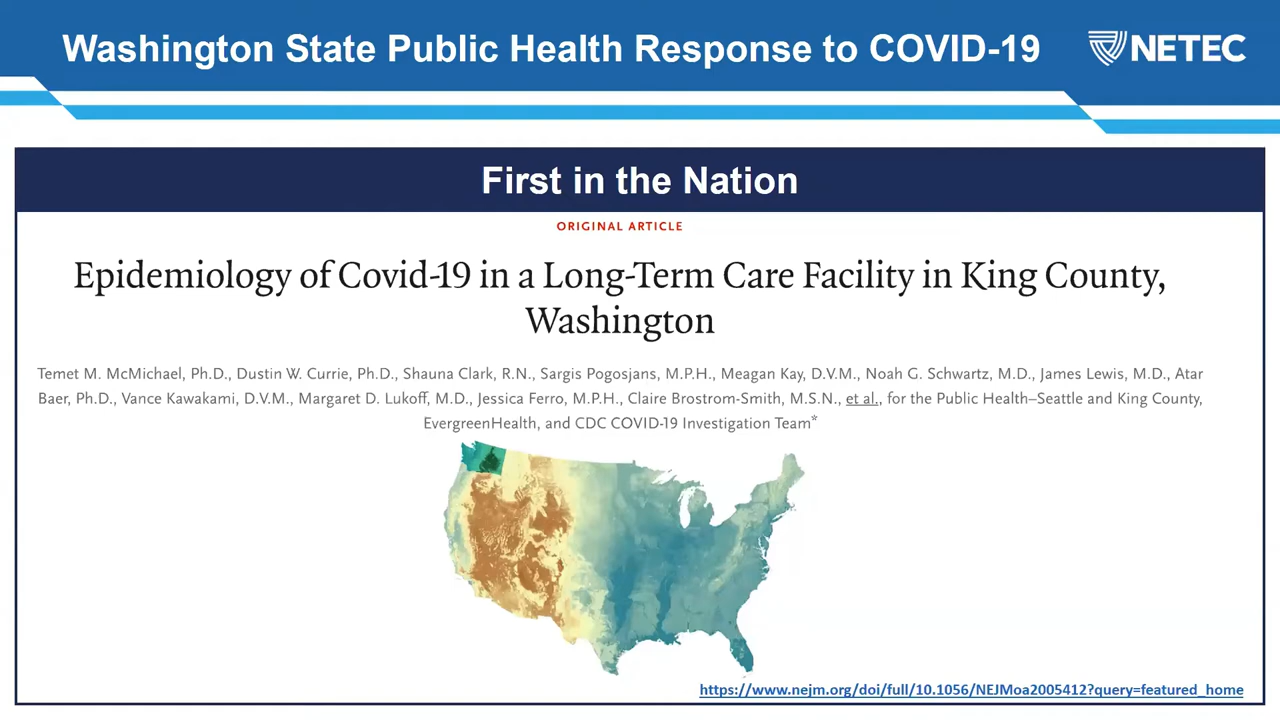 Washington State Public Health Response to COVID-19
NETEC
First in the Nation
ORIGINAL ARTICLE
Epidemiology of Covid-19 in a Long-Term Care Facility in King County,
Washington
Temet M. McMichael, Ph.D., Dustin W. Currie, Ph.D., Shauna Clark, R.N., Sargis Pogosjans, M.P.H., Meagan Kay, D.V.M., Noah G. Schwartz, M.D., James Lewis, M.D., Atar
Baer, Ph.D., Vance Kawakami, D.V.M., Margaret D. Lukoff, M.D., Jessica Ferro, M.P.H., Claire Brostrom-Smith, M.S.N., et al., for the Public Health–Seattle and King County,
EvergreenHealth, and CDC COVID-19 Investigation Team*
https://www.nejm.org/doi/full/10.1056/NEJMoa2005412?query=featured_home